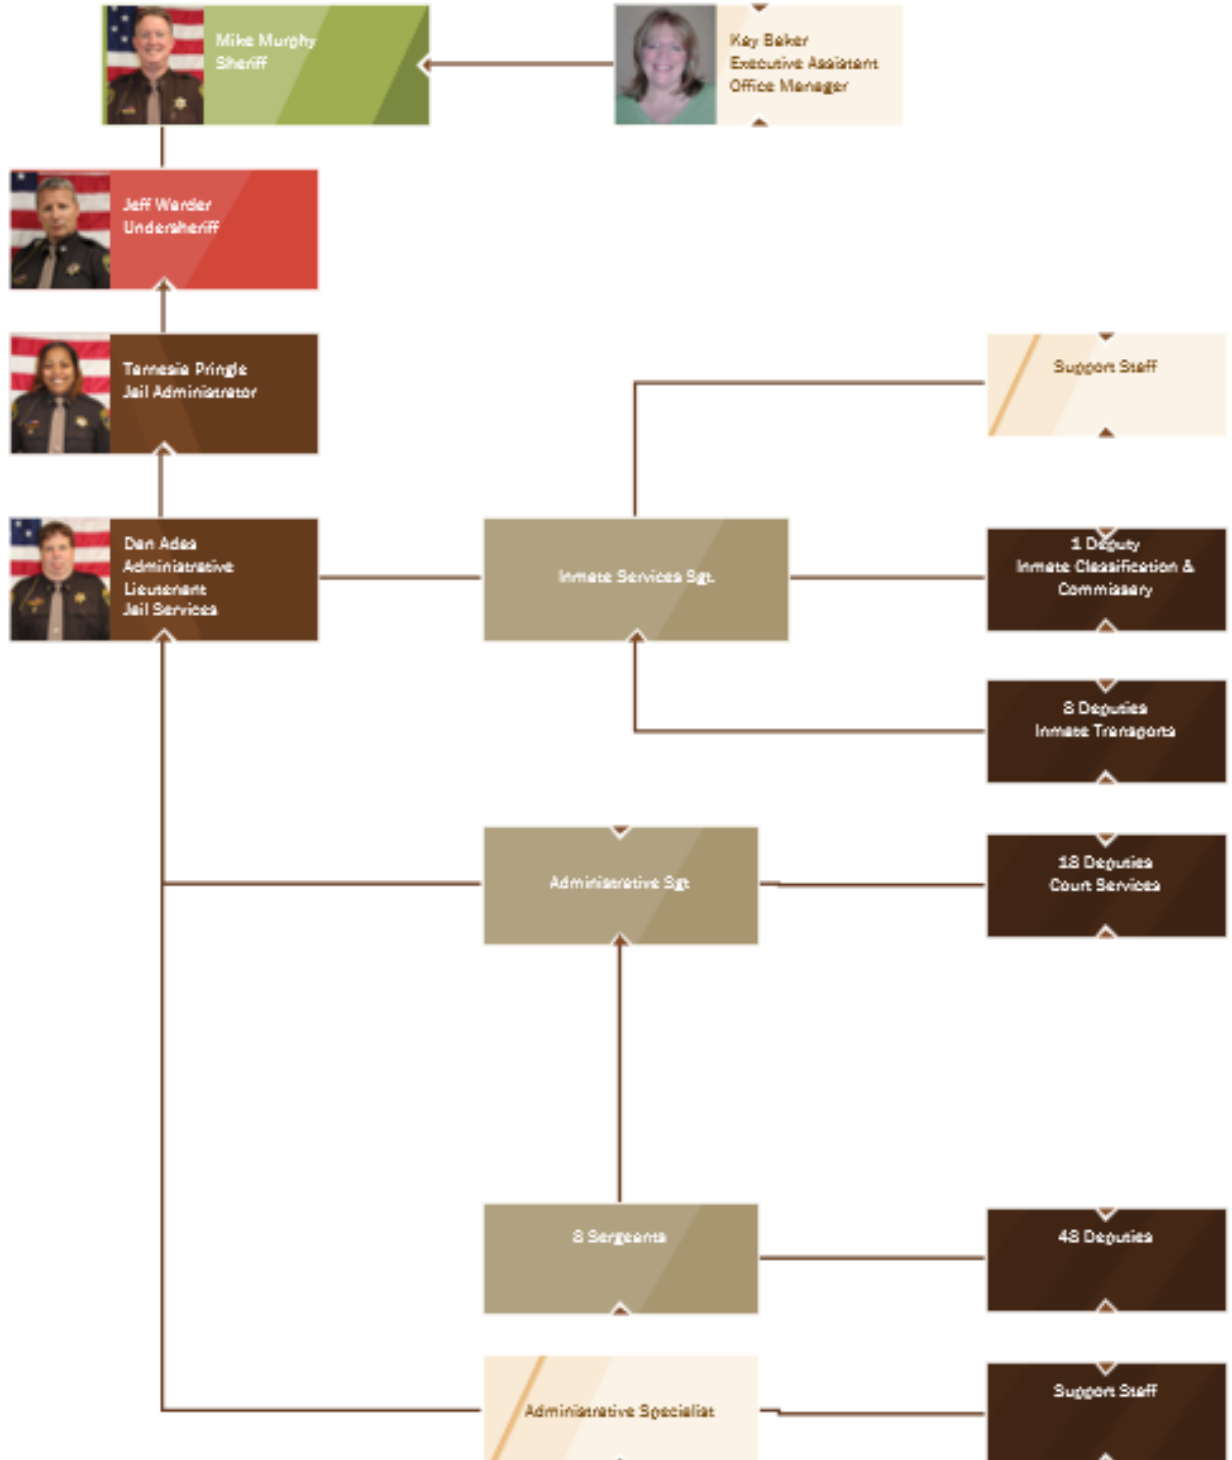 Mike Murphy
Sheriff
Kay Baker
Executive Assistant
Office Manager
Jeff Warder
Undersheriff
Tamesia Pringle
Jail Administrator
Support Staff
Dan Ades
Administrative
Lieutenant
Jail Services
Inmate Services Sgt.
1 Deputy
Inmate Classification &
Commissary
8 Deputies
Inmate Transports
Administrative Sgt
18 Deputies
Court Services
8 Sergeants
48 Deputies
Administrative Specialist
Support Staff